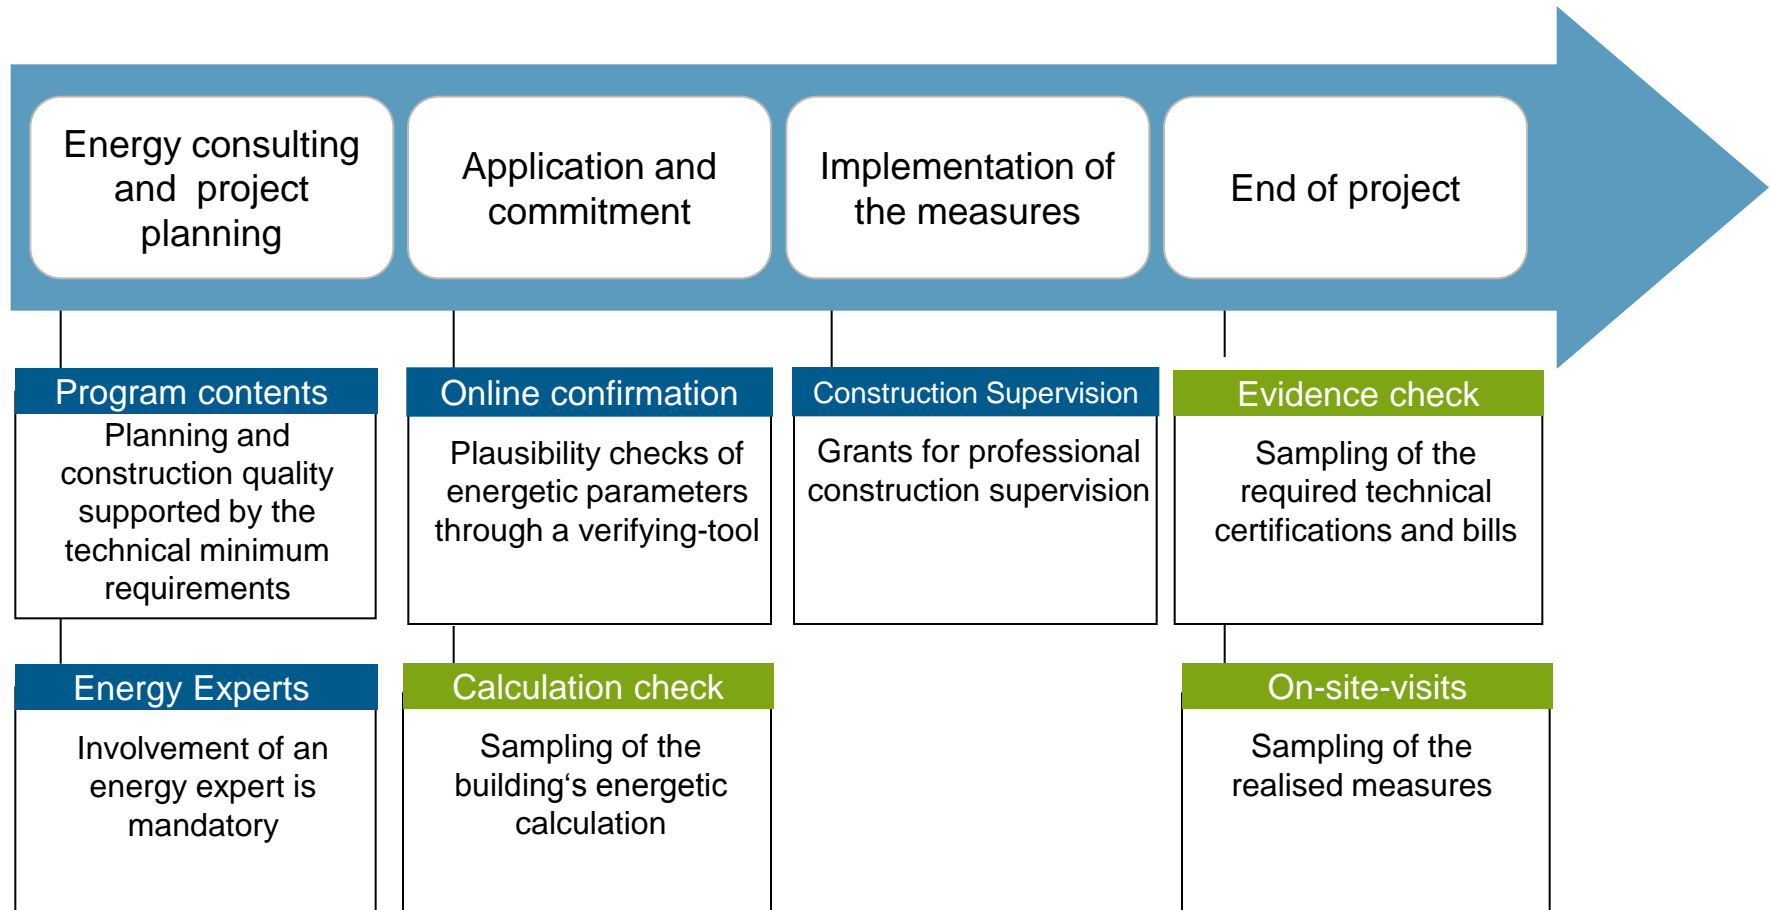 Energy consulting
and project
planning
Application and
commitment
Implementation of
the measures
End of project
Program contents
Planning and
construction quality
supported by the
technical minimum
requirements
Online confirmation
Plausibility checks of
energetic parameters
through a verifying-tool
Construction Supervision
Grants for professional
construction supervision
Evidence check
Sampling of the
required technical
certifications and bills
Energy Experts
Involvement of an
energy expert is
mandatory
Calculation check
Sampling of the
building‘s energetic
calculation
On-site-visits
Sampling of the
realised measures